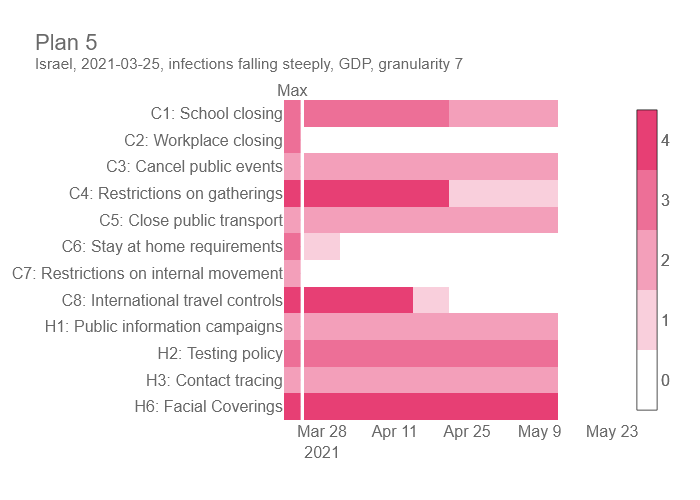 Plan 5
Israel, 2021-03-25, infections falling steeply, GDP, granularity 7
Max
C1: School closing
C2: Workplace closing
C3: Cancel public events
C4: Restrictions on gatherings
C5: Close public transport
C6: Stay at home requirements
C7: Restrictions on internal movement
C8: International travel controls
H1: Public information campaigns
H2: Testing policy
H3: Contact tracing
H6: Facial Coverings
4
3
2
1
0
Mar 28 Apr 11 Apr 25 May 9 May 23
2021